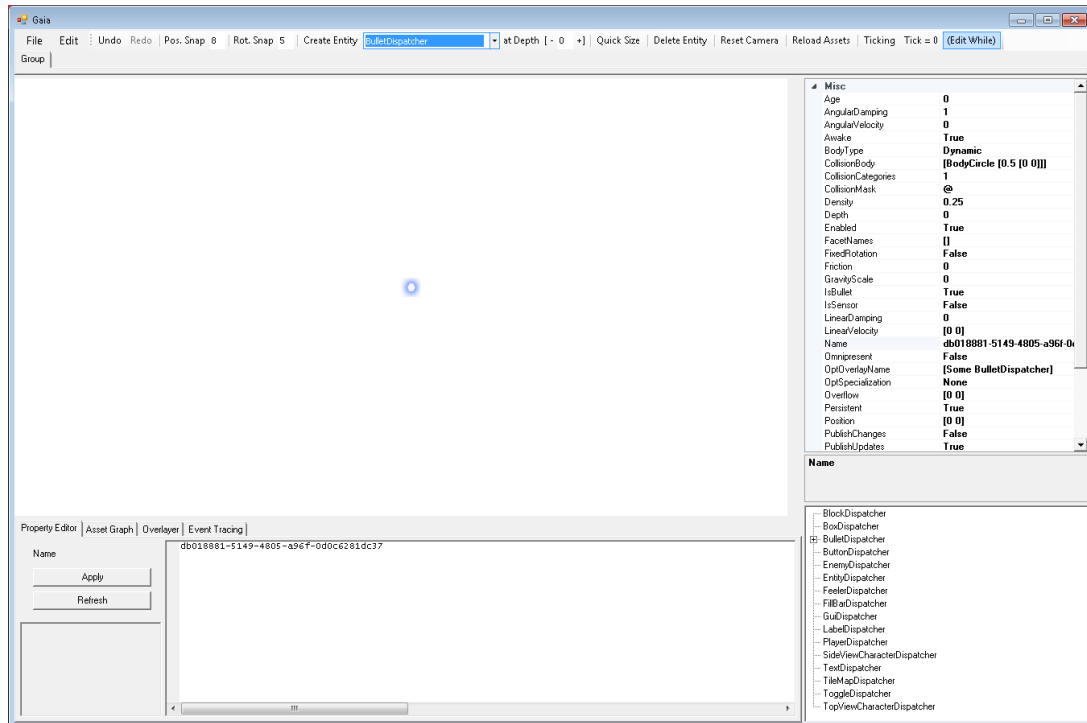 Gaia
File Edit Undo Redo Pos. Snap 8 Rot. Snap 5 Create Entity BulletDispatcher at Depth [ - 0 +] Quick Size Delete Entity Reset Camera Reload Assets Ticking Tick = 0 (Edit While)
Group
Misc
Age 0
AngularDamping 1
AngularVelocity 0
Awake True
BodyType Dynamic
CollisionBody [BodyCircle [0.5 [0 0]]]
CollisionCategories 1
CollisionMask @
Density 0.25
Depth 0
Enabled True
FacetNames []
FixedRotation False
Friction 0
GravityScale 0
IsBullet True
IsSensor False
LinearDamping 0
LinearVelocity [0 0]
Name db018881-5149-4805-a96f-0
Omnipresent False
OptOverlayName [Some BulletDispatcher]
OptSpecialization None
Overflow [0 0]
Persistent True
Position [0 0]
PublishChanges False
PublishUpdates True
Name
Property Editor Asset Graph Overlayer Event Tracing
Name
Apply
Refresh
db018881-5149-4805-a96f-0d0c6281dc37
BlockDispatcher
BoxDispatcher
BulletDispatcher
ButtonDispatcher
EnemyDispatcher
EntityDispatcher
FeelerDispatcher
FillBarDispatcher
GuiDispatcher
LabelDispatcher
PlayerDispatcher
SideViewCharacterDispatcher
TextDispatcher
TileMapDispatcher
ToggleDispatcher
TopViewCharacterDispatcher